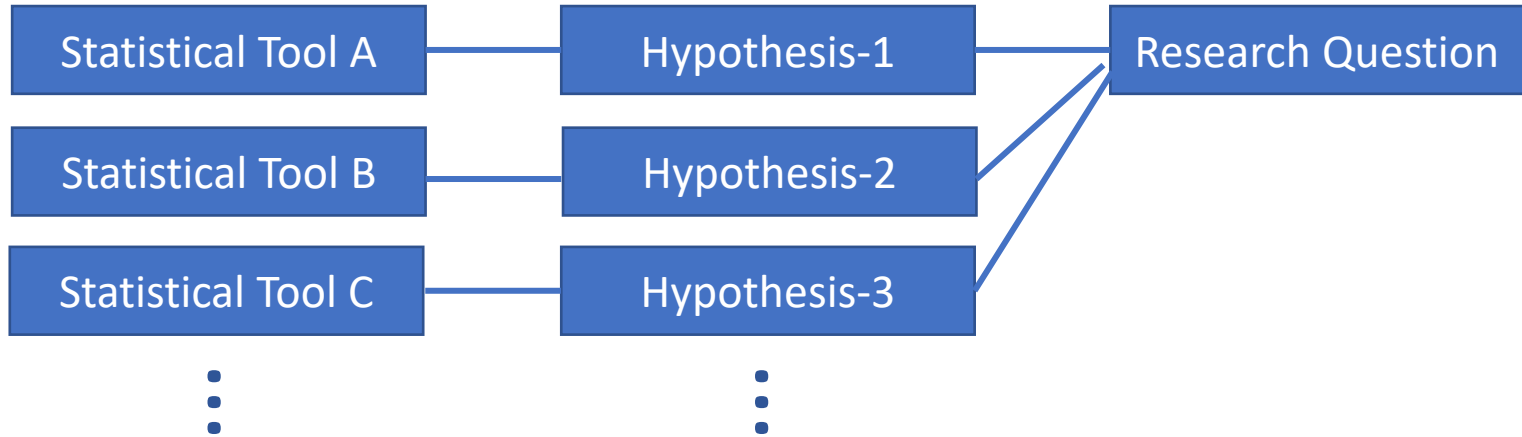 Statistical Tool A
Hypothesis-1
Research Question
Statistical Tool B
Hypothesis-2
Statistical Tool C
Hypothesis-3